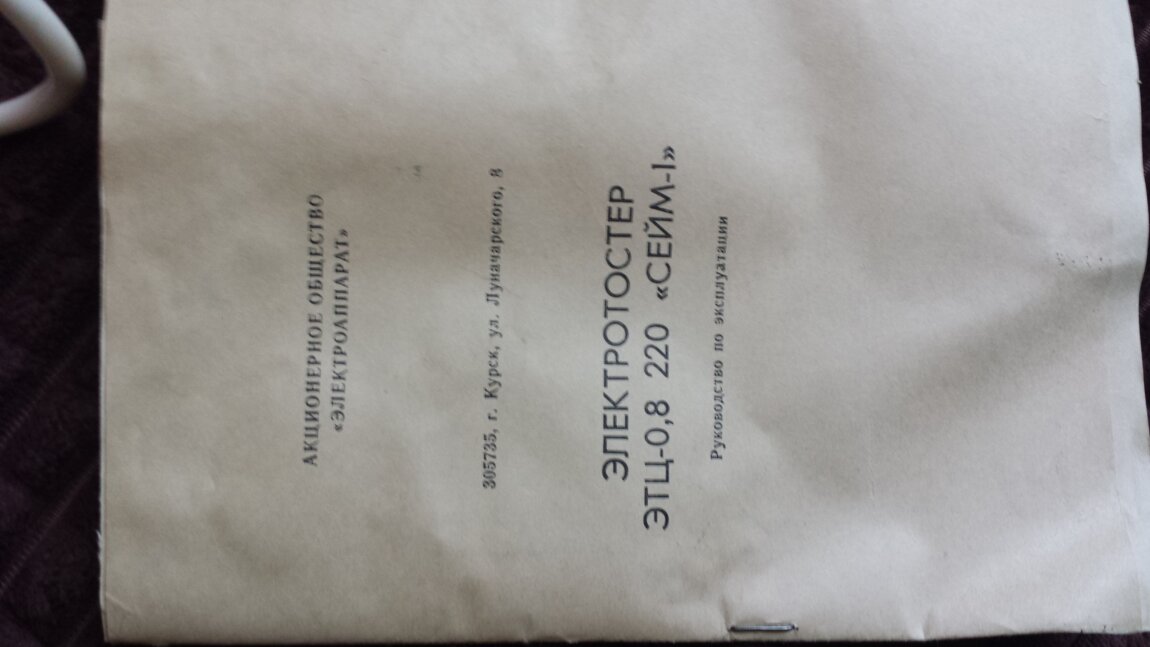 АКЦИОНЕРНОЕ ОБЩЕСТВО
«ЭЛЕКТРОАППАРАТ»
305735, г. Курск, ул. Луначарского, 8
ЭЛЕКТРОТОСТЕР
ЭТЦ-0,8 220 «СЕЙМ-1»
Руководство по эксплуатации